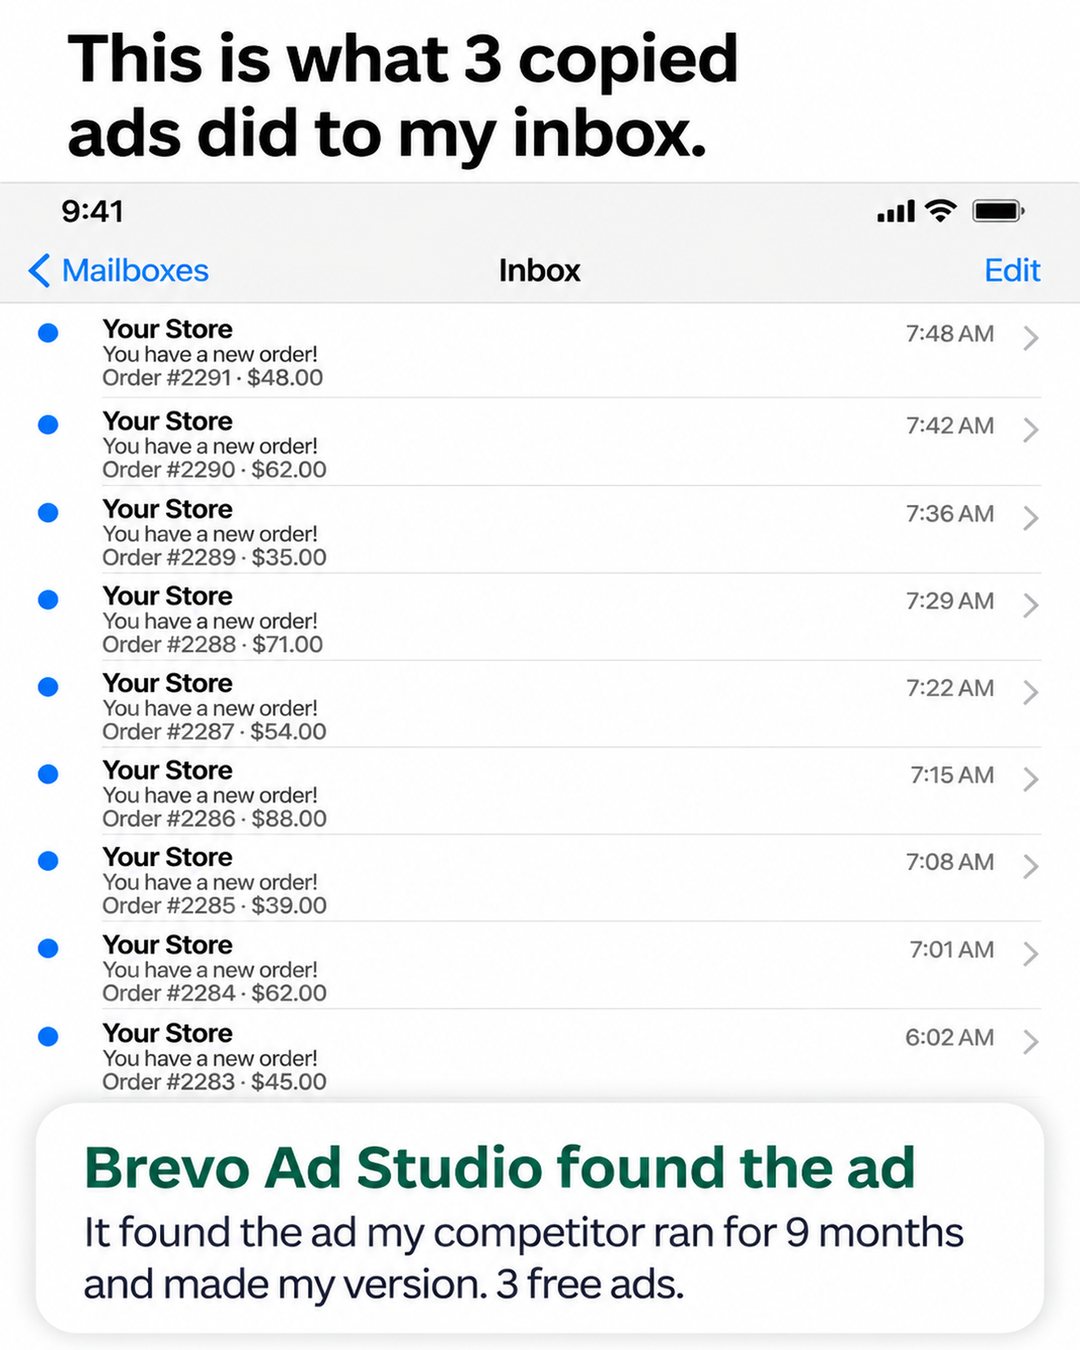 This is what 3 copied
ads did to my inbox.
9:41
Mailboxes
Inbox
Edit
Your Store
7:48 AM
You have a new order!
Order #2291 · $48.00
Your Store
7:42 AM
You have a new order!
Order #2290 · $62.00
Your Store
7:36 AM
You have a new order!
Order #2289 · $35.00
Your Store
7:29 AM
You have a new order!
Order #2288 · $71.00
Your Store
7:22 AM
You have a new order!
Order #2287 · $54.00
Your Store
7:15 AM
You have a new order!
Order #2286 · $88.00
Your Store
7:08 AM
You have a new order!
Order #2285 · $39.00
Your Store
7:01 AM
You have a new order!
Order #2284 · $62.00
Your Store
6:02 AM
You have a new order!
Order #2283 · $45.00
Brevo Ad Studio found the ad
It found the ad my competitor ran for 9 months
and made my version. 3 free ads.